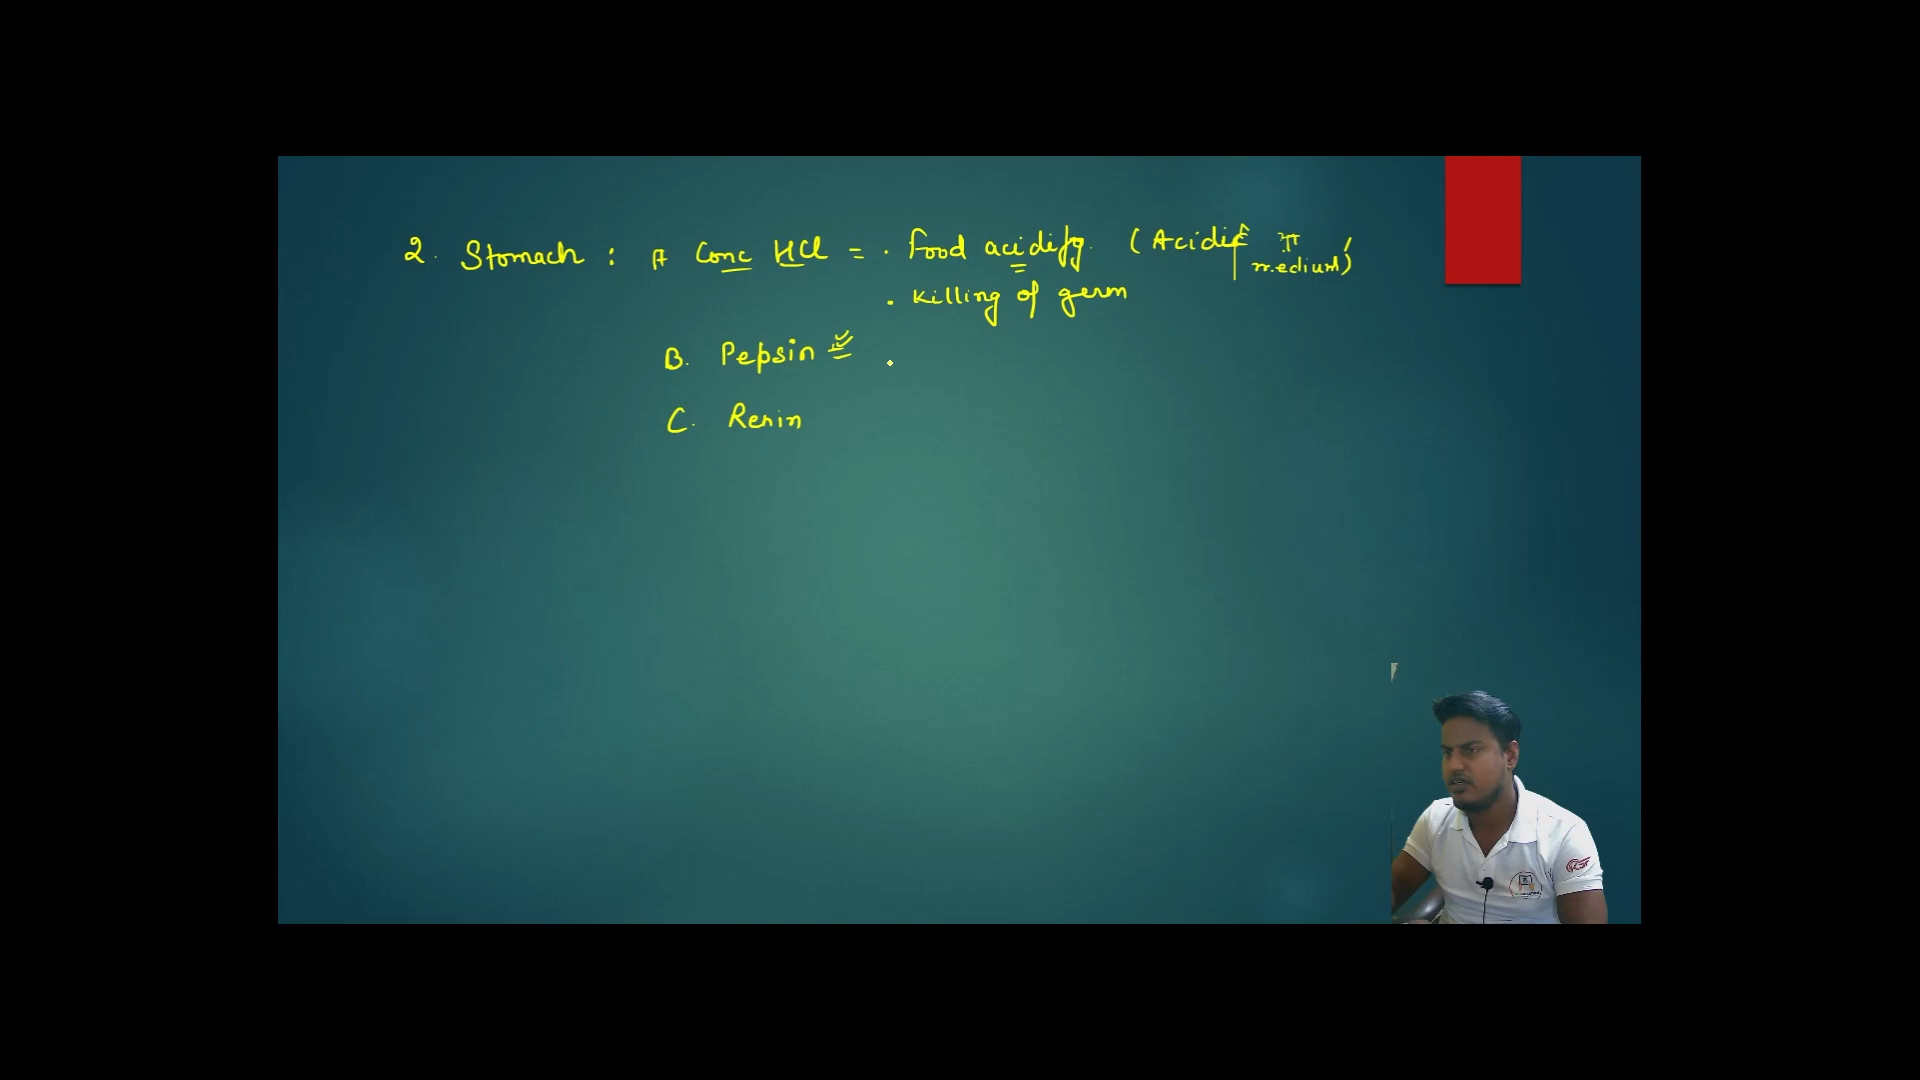 2. Stomach : A Conc HCl = . Food acidify. (Acidic medium)
. Killing of germ
B. Pepsin = .
C. Renin